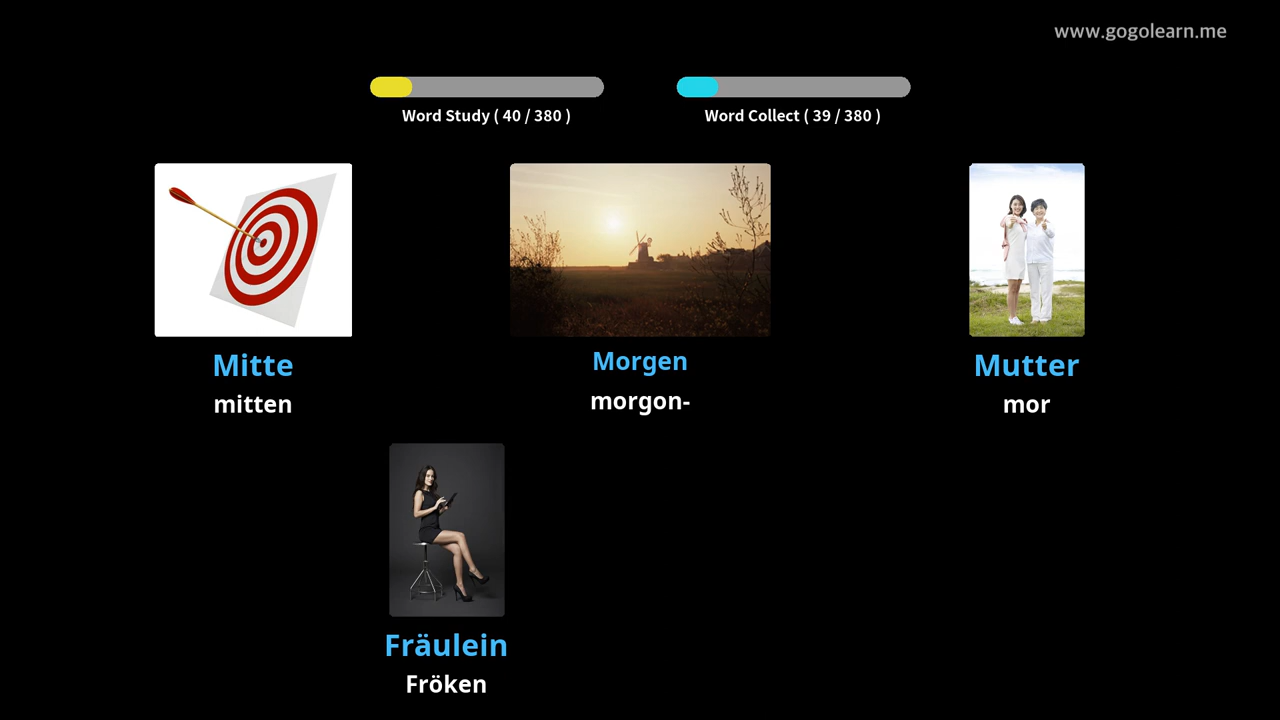 www.gogolearn.me
Word Study ( 40 / 380 )
Word Collect ( 39 / 380 )
Mitte
mitten
Morgen
morgon-
Mutter
mor
Fräulein
Fröken